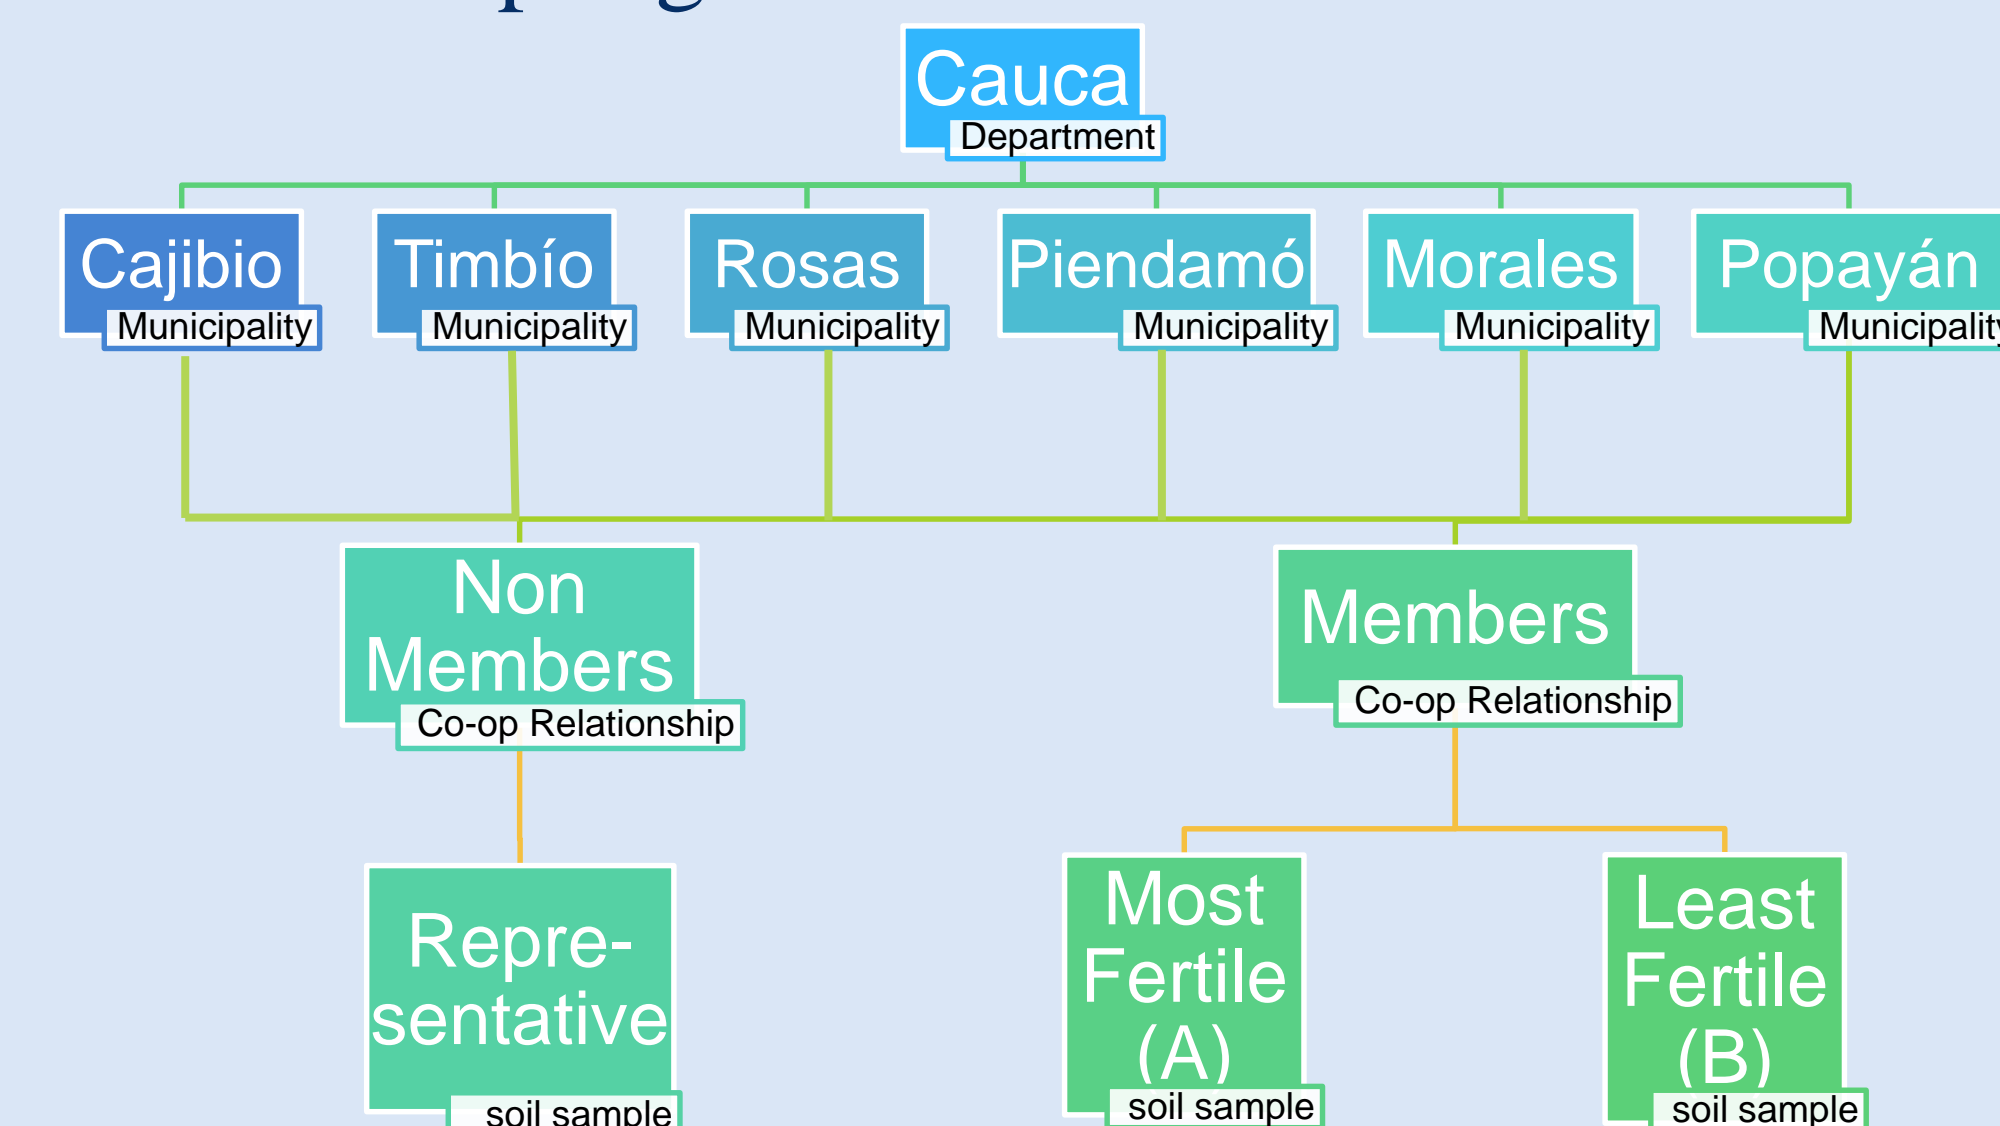 Cauca
Department
Cajibio
Timbío
Rosas
Piendamó
Morales
Popayán
Municipality
Municipality
Municipality
Municipality
Municipality
Municipality
Non
Members
Co-op Relationship
Members
Co-op Relationship
Repre-
sentative
soil sample
Most
Fertile
(A)
soil sample
Least
Fertile
(B)
soil sample